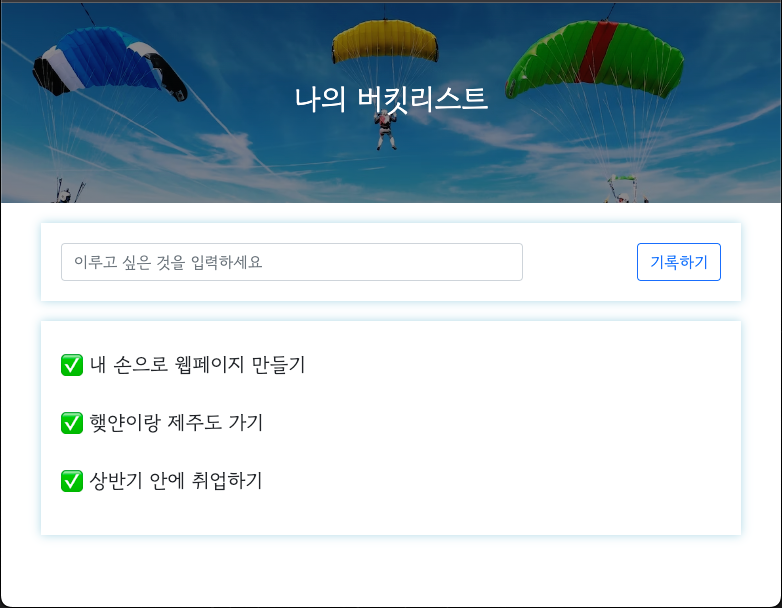 나의 버킷리스트
이루고 싶은 것을 입력하세요
기록하기
✅ 내 손으로 웹페이지 만들기
✅ 햊얀이랑 제주도 가기
✅ 상반기 안에 취업하기